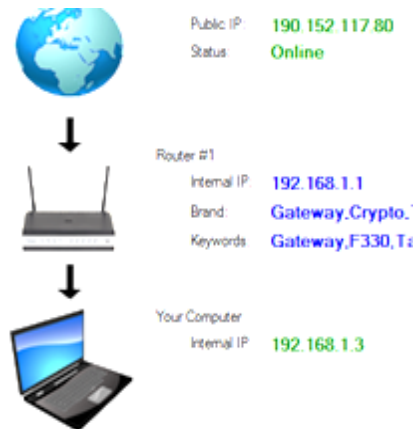 Public IP: 190.152.117.80
Status: Online
Router #1
Internal IP: 192.168.1.1
Brand: Gateway.Crypto.
Keywords: Gateway,F330,Ta
Your Computer
Internal IP: 192.168.1.3